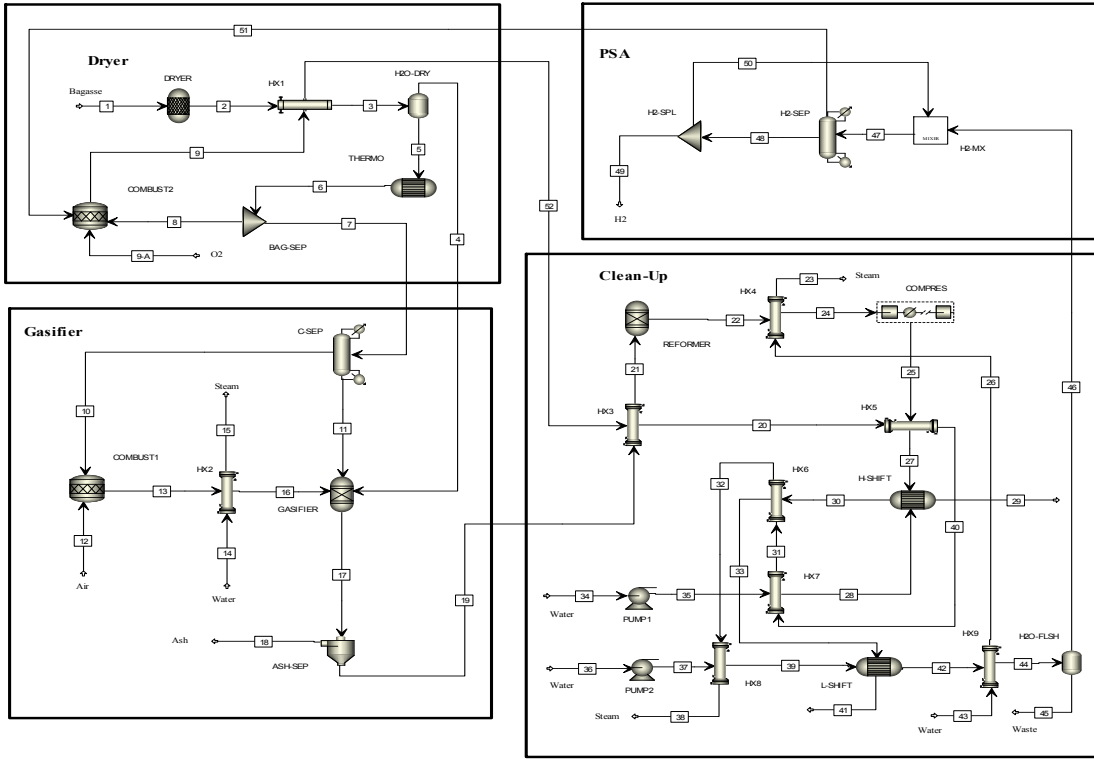 51
Dryer
DRYER
HX1
H2O-DRY
Bagasse
1
2
3
5
9
THERMO
COMBUST2
6
8
7
4
52
BAG-SEP
9-A
O2
PSA
50
H2-SPL
H2-SEP
48
47
MIXER
H2-MX
49
H2
Gasifier
C-SEP
Steam
10
15
11
COMBUST1
HX2
13
16
GASIFIER
12
14
Air
Water
17
19
Ash
18
ASH-SEP
Clean-Up
23
Steam
HX4
COMPRES
22
24
REFORMER
21
25
26
46
HX3
HX5
20
27
32
HX6
H-SHIFT
30
29
31
40
33
HX7
34
35
28
Water
PUMP1
HX9
H2O-FLSH
36
37
39
42
44
Water
PUMP2
HX8
L-SHIFT
Steam
38
41
43
45
Water
Waste